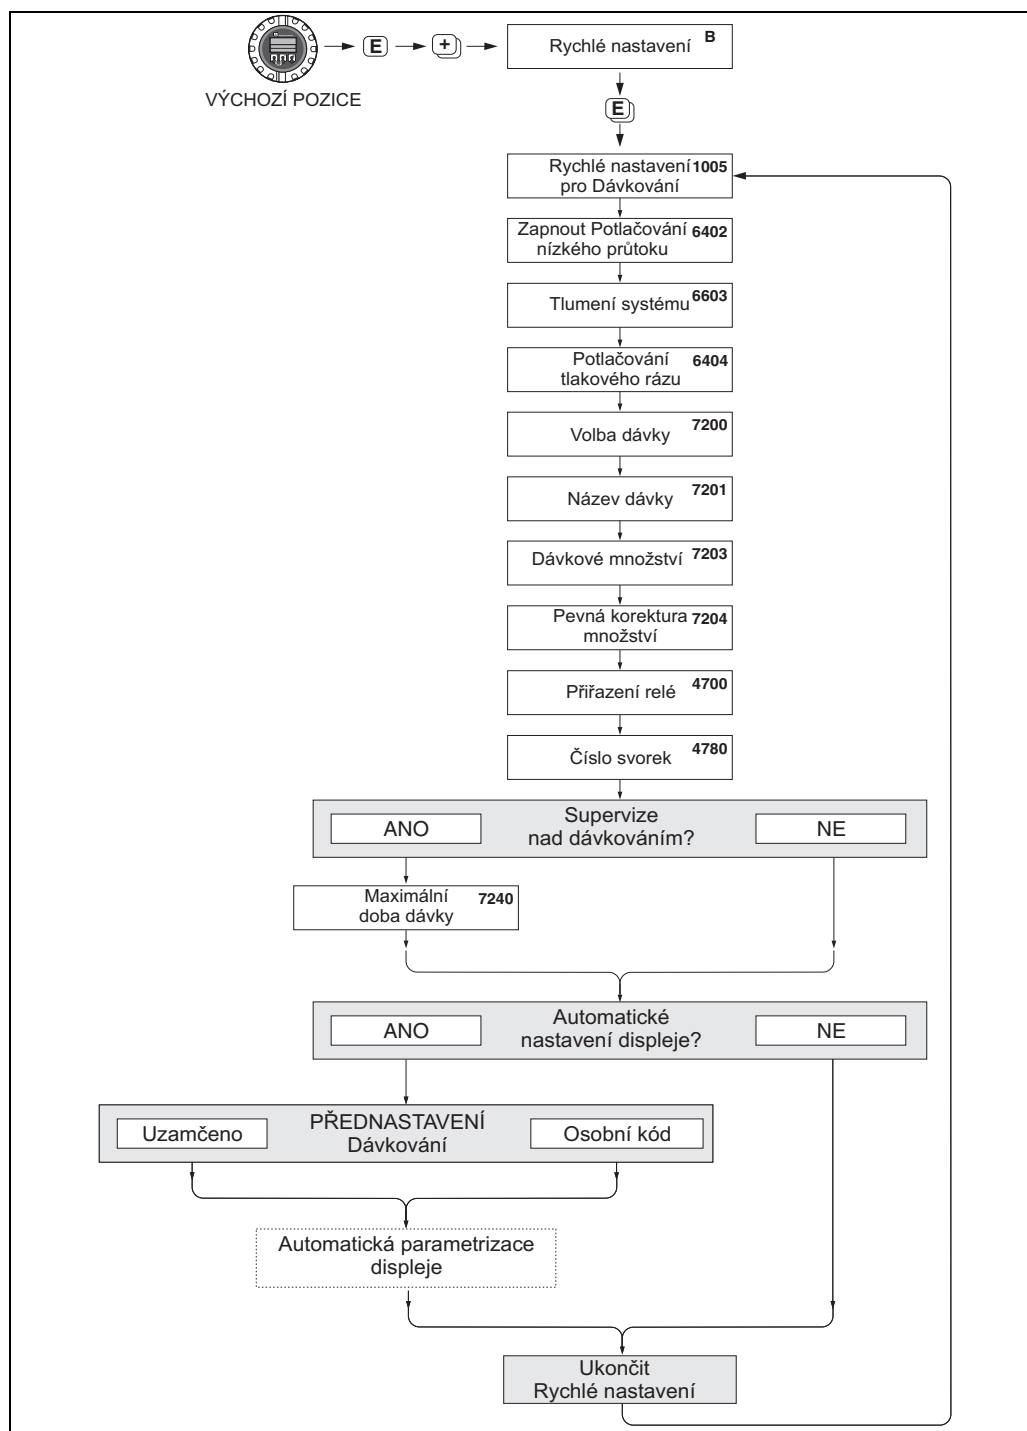 E
+
Rychlé nastavení B
VÝCHOZÍ POZICE
E
Rychlé nastavení 1005
pro Dávkování
Zapnout Potlačování 6402
nízkého průtoku
Tlumení systému 6603
Potlačování 6404
tlakového rázu
Volba dávky 7200
Název dávky 7201
Dávkové množství 7203
Pevná korektura 7204
množství
Přiřazení relé 4700
Číslo svorek 4780
ANO
Supervize
nad dávkováním?
NE
Maximální 7240
doba dávky
ANO
Automatické
nastavení displeje?
NE
Uzamčeno
PŘEDNASTAVENÍ
Dávkování
Osobní kód
Automatická parametrizace
displeje
Ukončit
Rychlé nastavení